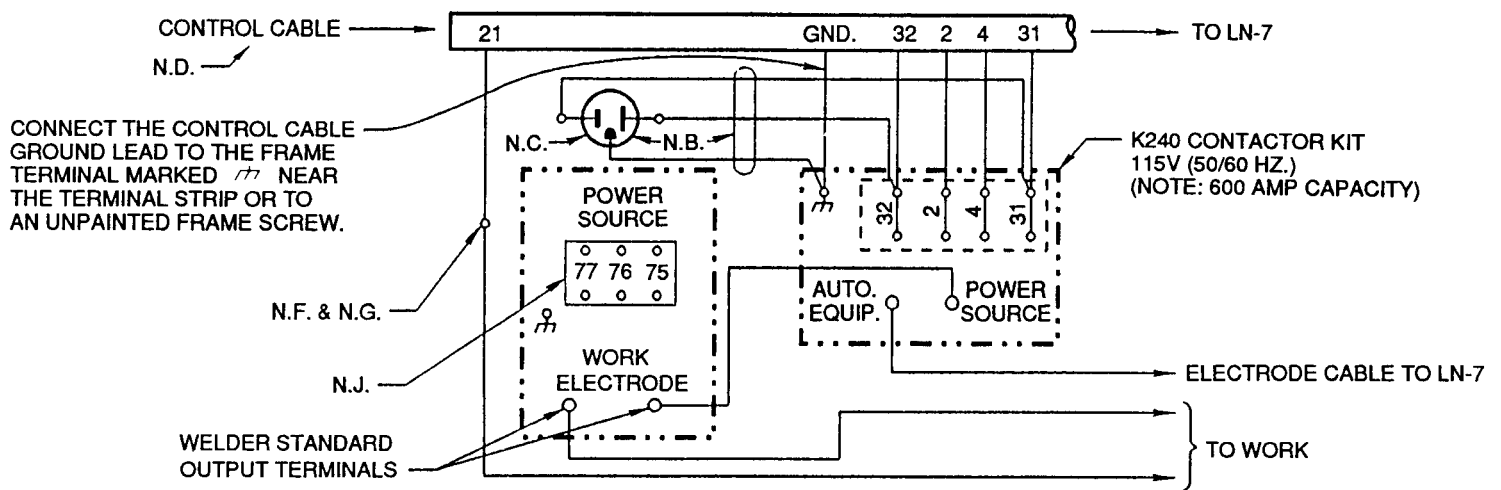 CONTROL CABLE
N.D.
21 GND. 32 2 4 31
TO LN-7
CONNECT THE CONTROL CABLE
GROUND LEAD TO THE FRAME
TERMINAL MARKED NEAR
THE TERMINAL STRIP OR TO
AN UNPAINTED FRAME SCREW.
N.C.
N.B.
K240 CONTACTOR KIT
115V (50/60 HZ.)
(NOTE: 600 AMP CAPACITY)
POWER
SOURCE
77 76 75
32 2 4 31
N.F. & N.G.
AUTO.
EQUIP.
POWER
SOURCE
N.J.
WORK
ELECTRODE
ELECTRODE CABLE TO LN-7
WELDER STANDARD
OUTPUT TERMINALS
TO WORK